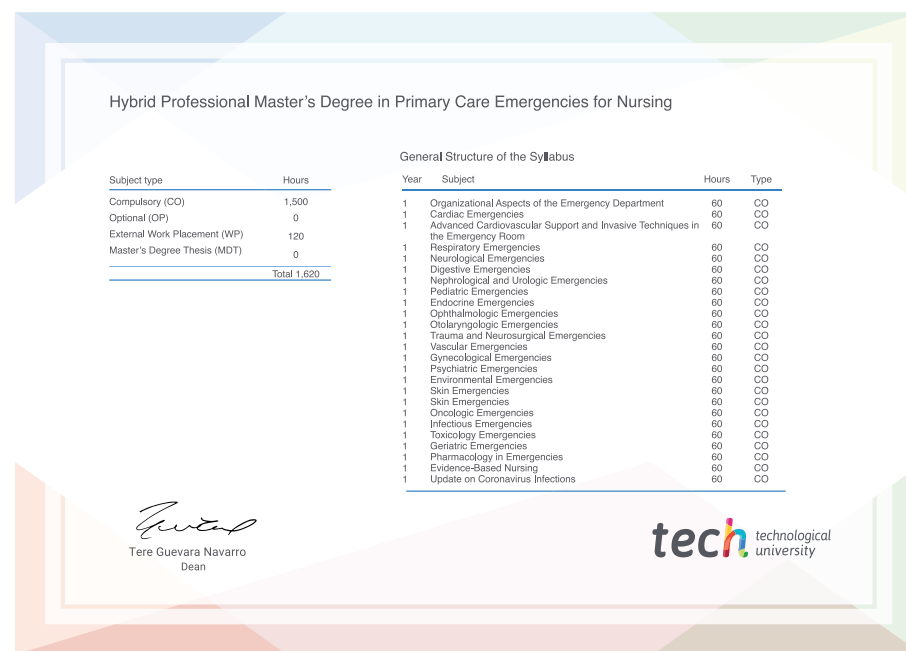 Hybrid Professional Master's Degree in Primary Care Emergencies for Nursing
General Structure of the Syllabus
Subject type Hours
Compulsory (CO) 1,500
Optional (OP) 0
External Work Placement (WP) 120
Master's Degree Thesis (MDT) 0
Total 1,620
Year Subject Hours Type
1 Organizational Aspects of the Emergency Department 60 CO
1 Cardiac Emergencies 60 CO
1 Advanced Cardiovascular Support and Invasive Techniques in 60 CO
the Emergency Room
1 Respiratory Emergencies 60 CO
1 Neurological Emergencies 60 CO
1 Digestive Emergencies 60 CO
1 Nephrological and Urologic Emergencies 60 CO
1 Pediatric Emergencies 60 CO
1 Endocrine Emergencies 60 CO
1 Ophthalmologic Emergencies 60 CO
1 Otolaryngologic Emergencies 60 CO
1 Trauma and Neurosurgical Emergencies 60 CO
1 Vascular Emergencies 60 CO
1 Gynecological Emergencies 60 CO
1 Psychiatric Emergencies 60 CO
1 Environmental Emergencies 60 CO
1 Skin Emergencies 60 CO
1 Skin Emergencies 60 CO
1 Oncologic Emergencies 60 CO
1 Infectious Emergencies 60 CO
1 Toxicology Emergencies 60 CO
1 Geriatric Emergencies 60 CO
1 Pharmacology in Emergencies 60 CO
1 Evidence-Based Nursing 60 CO
1 Update on Coronavirus Infections 60 CO
Tere Guevara Navarro
Dean
tech technological
university